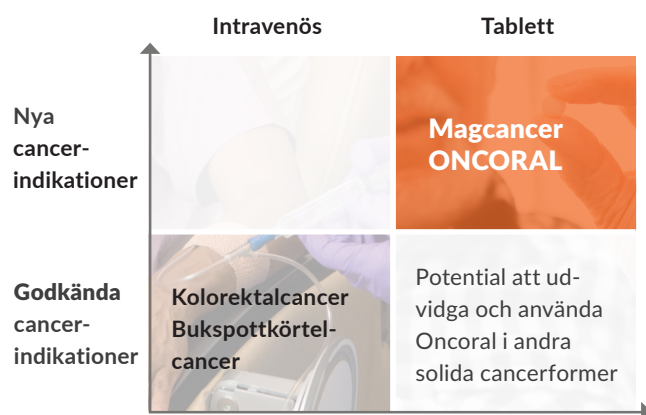 Intravenös
Tablett
Nya
cancer-
indikationer
Magcancer
ONCORAL
Godkända
cancer-
indikationer
Kolorektalcancer
Bukspottkörtel-
cancer
Potential att ud-
vidga och använda
Oncoral i andra
solida cancerformer